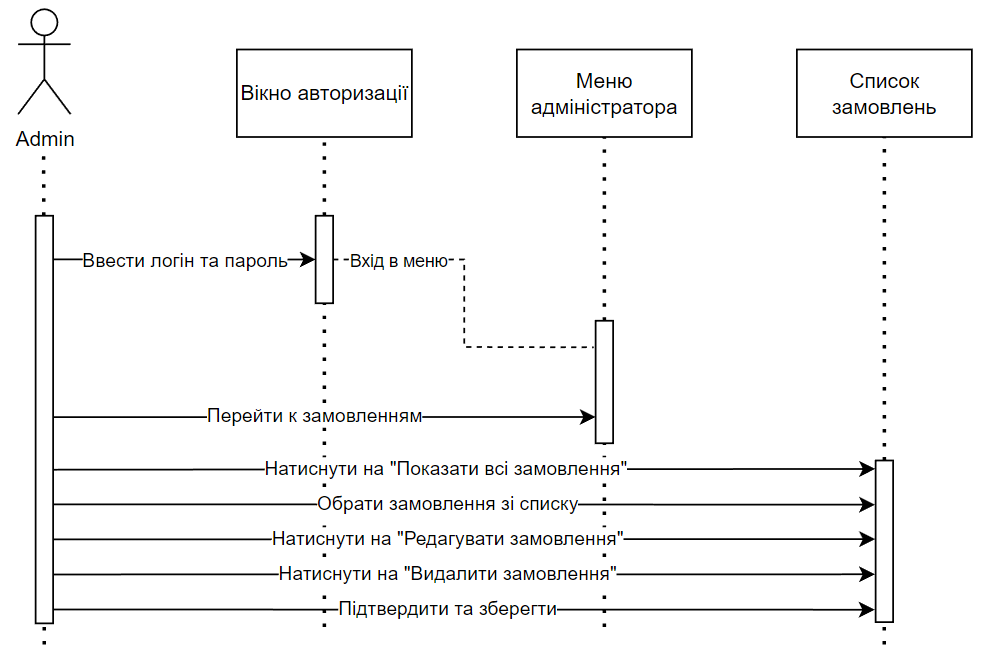 Admin
Вікно авторизації
Меню
адміністратора
Список
замовлень
Ввести логін та пароль
Вхід в меню
Перейти к замовленням
Натиснути на "Показати всі замовлення"
Обрати замовлення зі списку
Натиснути на "Редагувати замовлення"
Натиснути на "Видалити замовлення"
Підтвердити та зберегти